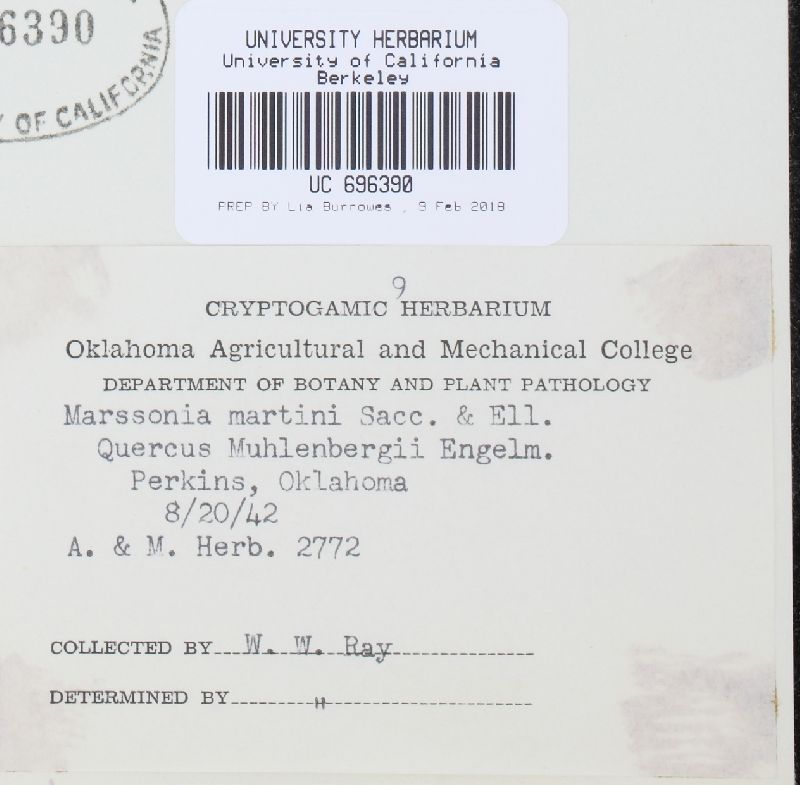 6390
Y OF CALIFORNIA
UNIVERSITY HERBARIUM
University of California
Berkeley
UC 696390
PREP BY Lia Burrowes , 9 Feb 2018
9
CRYPTOGAMIC HERBARIUM
Oklahoma Agricultural and Mechanical College
DEPARTMENT OF BOTANY AND PLANT PATHOLOGY
Marssonia martini Sacc. & Ell.
Quercus Muhlenbergii Engelm.
Perkins, Oklahoma
8/20/42
A. & M. Herb. 2772
COLLECTED BY W. W. Ray
DETERMINED BY "